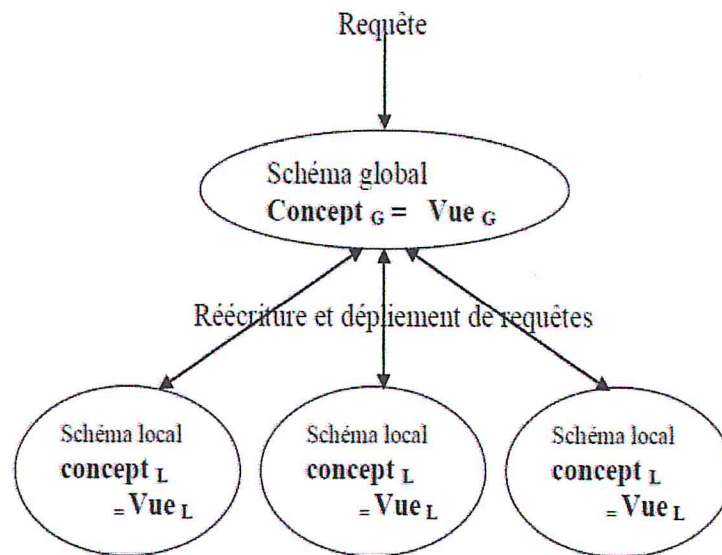 Requête
Schéma global
Concept G = Vue G
Réécriture et dépliement de requêtes
Schéma local
concept L
= Vue L
Schéma local
concept L
= Vue L
Schéma local
concept L
= Vue L